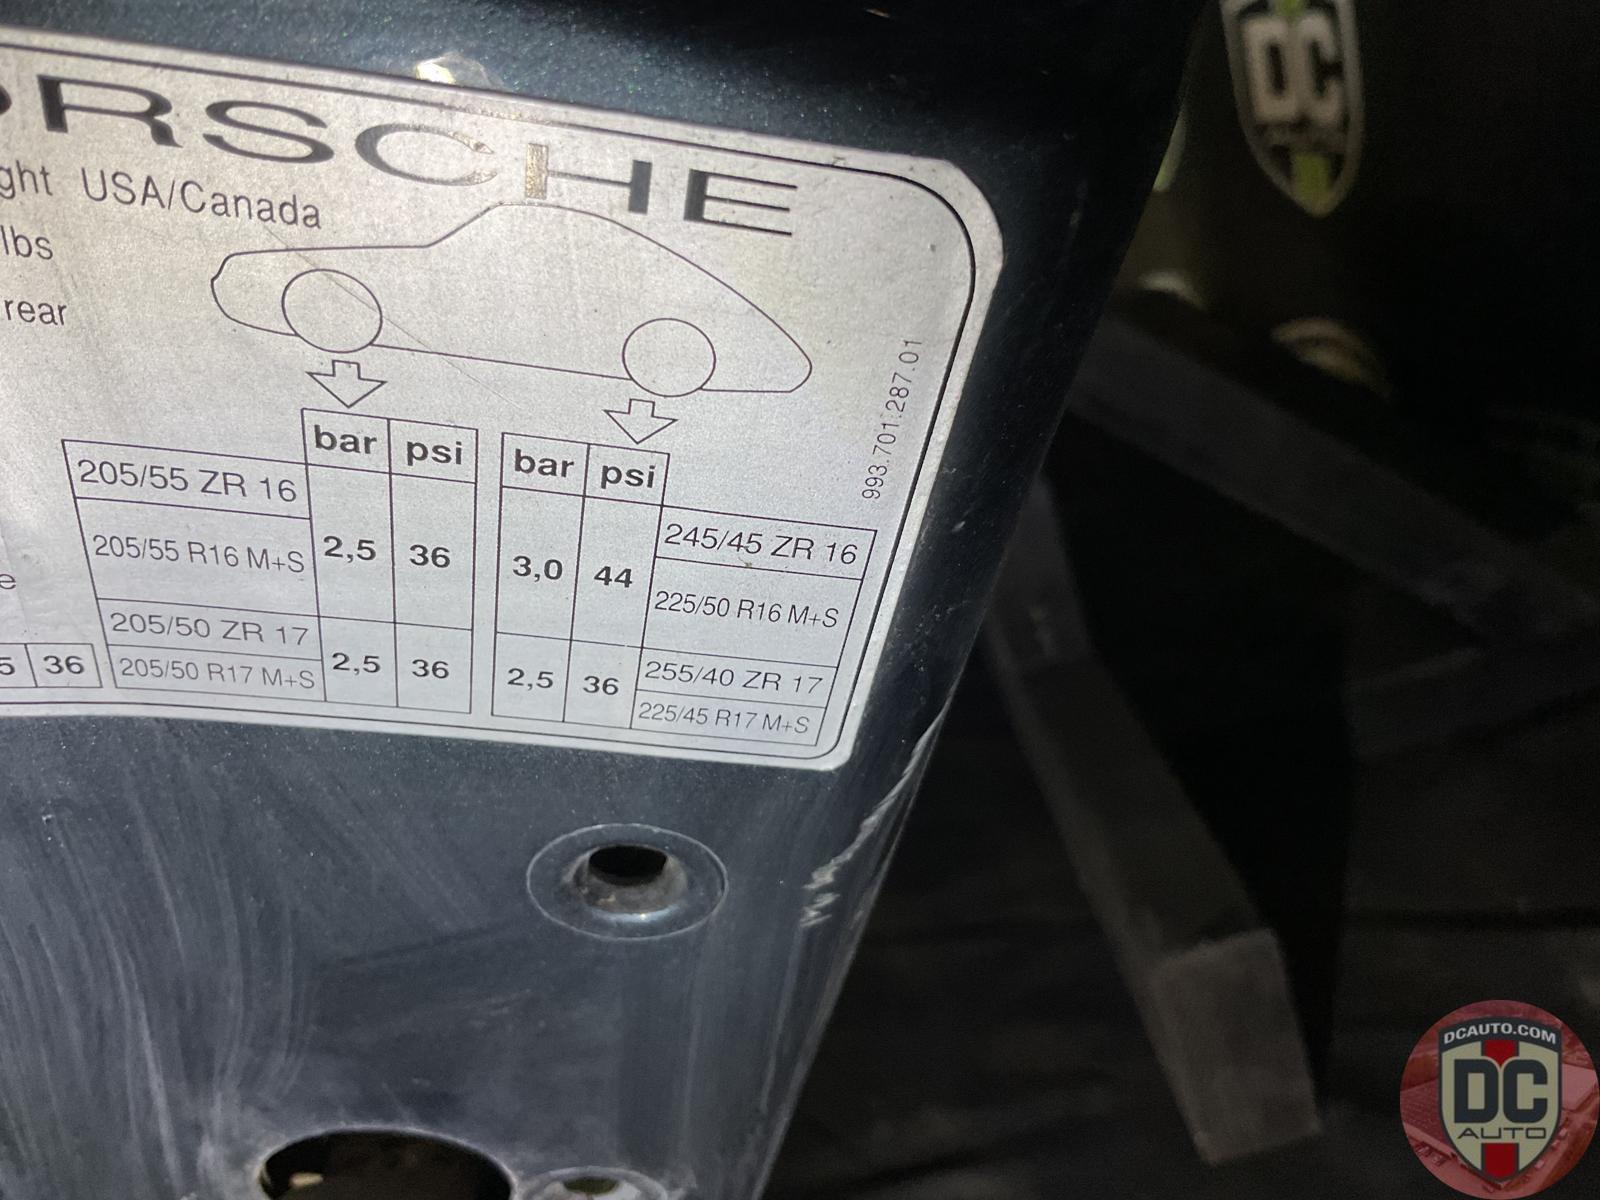 ORSCHE
ght USA/Canada
lbs
rear
993.701.287.01
bar psi bar psi
205/55 ZR 16
205/55 R16 M+S
2,5 36
3,0 44
245/45 ZR 16
225/50 R16 M+S
205/50 ZR 17
205/50 R17 M+S
2,5 36
2,5 36
255/40 ZR 17
225/45 R17 M+S
e
5 36
DC
DCAUTO.COM
DC
AUTO